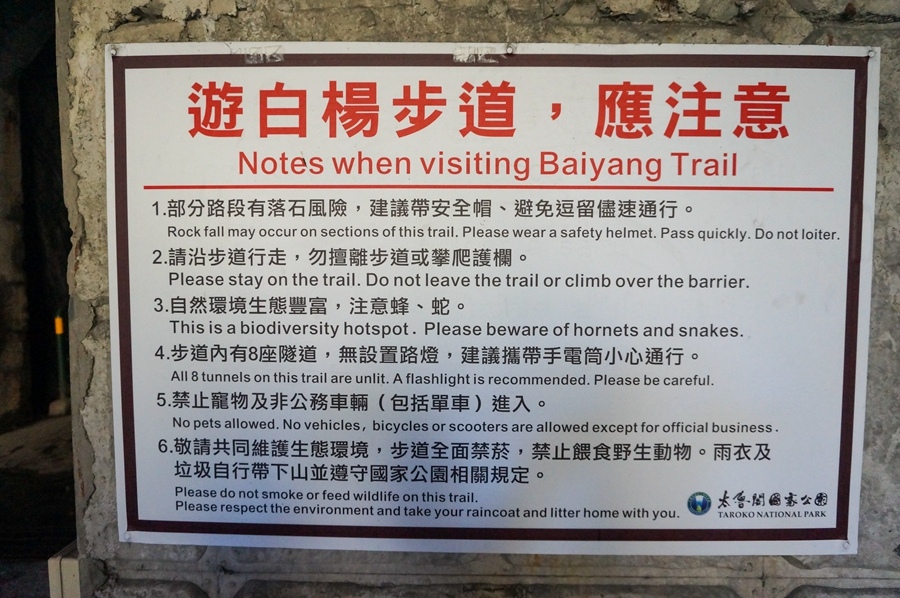 遊白楊步道，應注意
Notes when visiting Baiyang Trail
1.部分路段有落石風險，建議帶安全帽、避免逗留儘速通行。
Rock fall may occur on sections of this trail. Please wear a safety helmet. Pass quickly. Do not loiter.
2.請沿步道行走，勿擅離步道或攀爬護欄。
Please stay on the trail. Do not leave the trail or climb over the barrier.
3.自然環境生態豐富，注意蜂、蛇。
This is a biodiversity hotspot. Please beware of hornets and snakes.
4.步道內有8座隧道，無設置路燈，建議攜帶手電筒小心通行。
All 8 tunnels on this trail are unlit. A flashlight is recommended. Please be careful.
5.禁止寵物及非公務車輛（包括單車）進入。
No pets allowed. No vehicles, bicycles or scooters are allowed except for official business.
6.敬請共同維護生態環境，步道全面禁菸，禁止餵食野生動物。雨衣及
垃圾自行帶下山並遵守國家公園相關規定。
Please do not smoke or feed wildlife on this trail.
Please respect the environment and take your raincoat and litter home with you.
太魯閣國家公園
TAROKO NATIONAL PARK